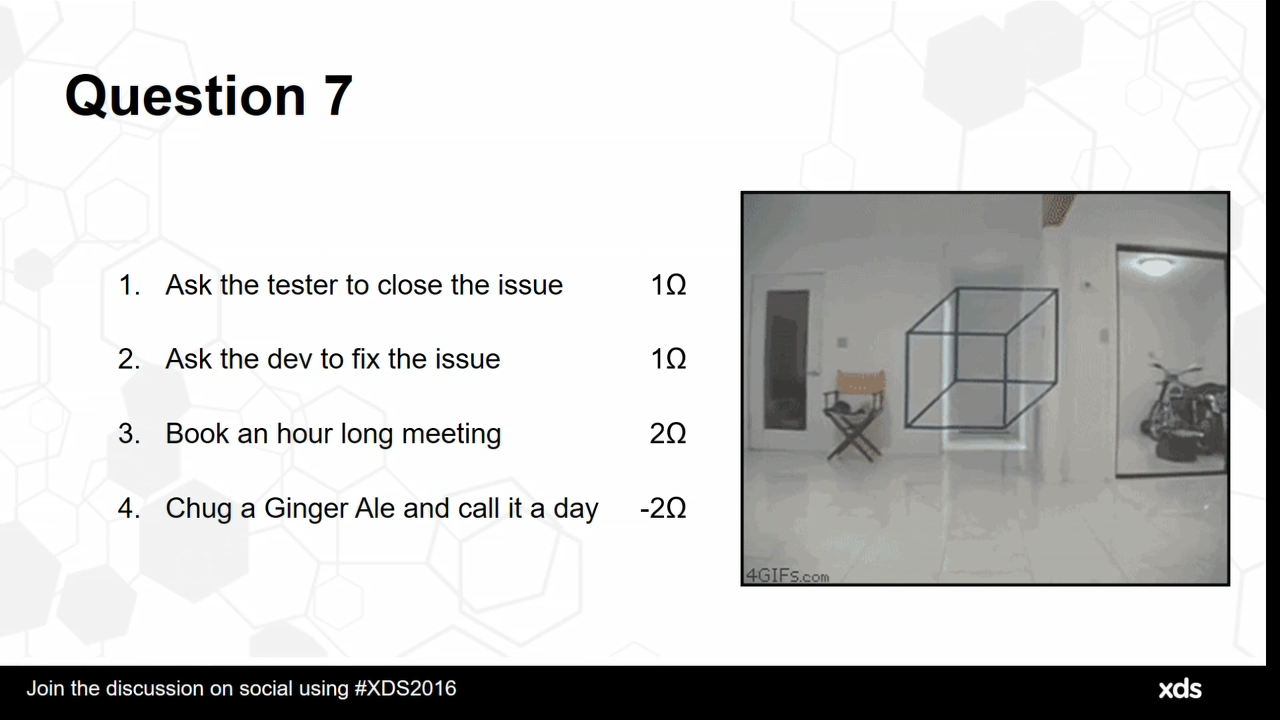 Question 7
1. Ask the tester to close the issue 1Ω
2. Ask the dev to fix the issue 1Ω
3. Book an hour long meeting 2Ω
4. Chug a Ginger Ale and call it a day -2Ω
4GIFs.com
Join the discussion on social using #XDS2016
xds